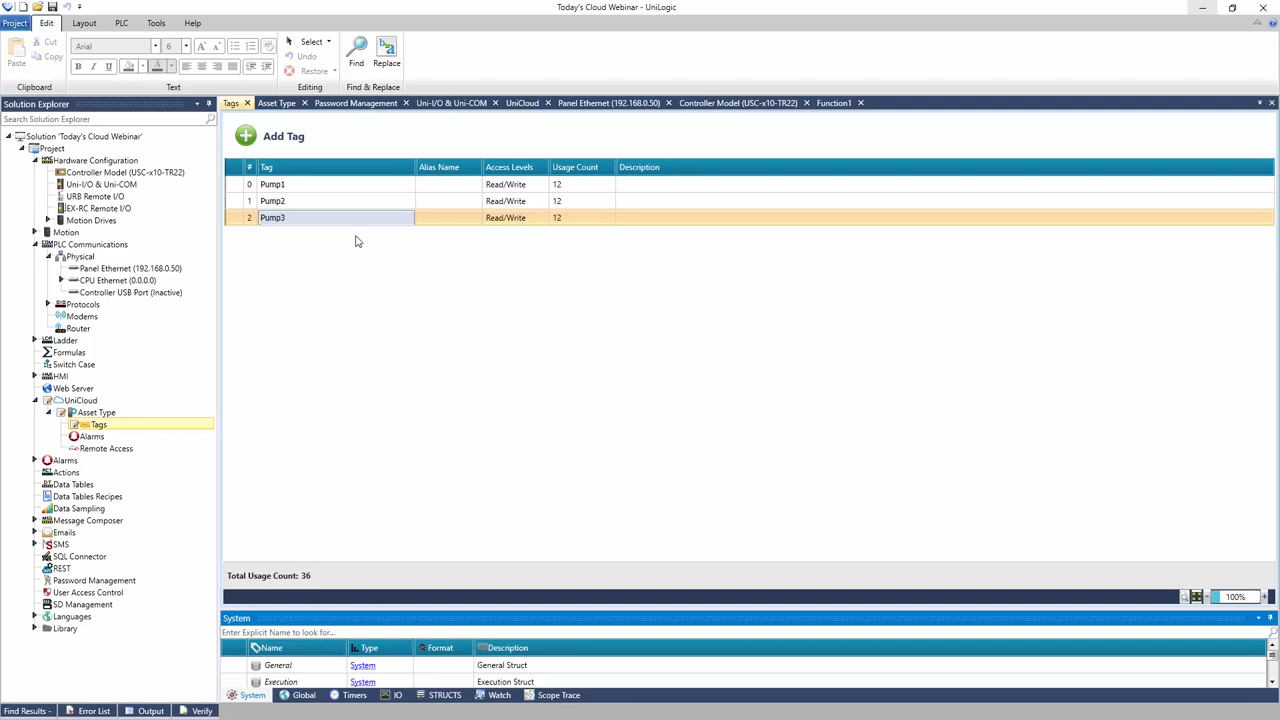 Today's Cloud Webinar - UniLogic
Project Edit Layout PLC Tools Help
Paste Cut Copy
Clipboard
Arial 6
B I U
Text
Select
Undo
Restore
Editing
Find Replace
Find & Replace
Solution Explorer
Search Solution Explorer
Solution 'Today's Cloud Webinar'
Project
Hardware Configuration
Controller Model (USC-x10-TR22)
Uni-I/O & Uni-COM
URB Remote I/O
EX-RC Remote I/O
Motion Drives
Motion
PLC Communications
Physical
Panel Ethernet (192.168.0.50)
CPU Ethernet (0.0.0.0)
Controller USB Port (Inactive)
Protocols
Modems
Router
Ladder
Formulas
Switch Case
HMI
Web Server
UniCloud
Asset Type
Tags
Alarms
Remote Access
Alarms
Actions
Data Tables
Data Tables Recipes
Data Sampling
Message Composer
Emails
SMS
SQL Connector
REST
Password Management
User Access Control
SD Management
Languages
Library
Tags Asset Type Password Management Uni-I/O & Uni-COM UniCloud Panel Ethernet (192.168.0.50) Controller Model (USC-x10-TR22) Function1
Add Tag
# Tag Alias Name Access Levels Usage Count Description
0 Pump1 Read/Write 12
1 Pump2 Read/Write 12
2 Pump3 Read/Write 12
Total Usage Count: 36
100%
System
Enter Explicit Name to look for...
Name Type Format Description
General System General Struct
Execution System Execution Struct
System Global Timers IO STRUCTS Watch Scope Trace
Find Results - Error List Output Verify